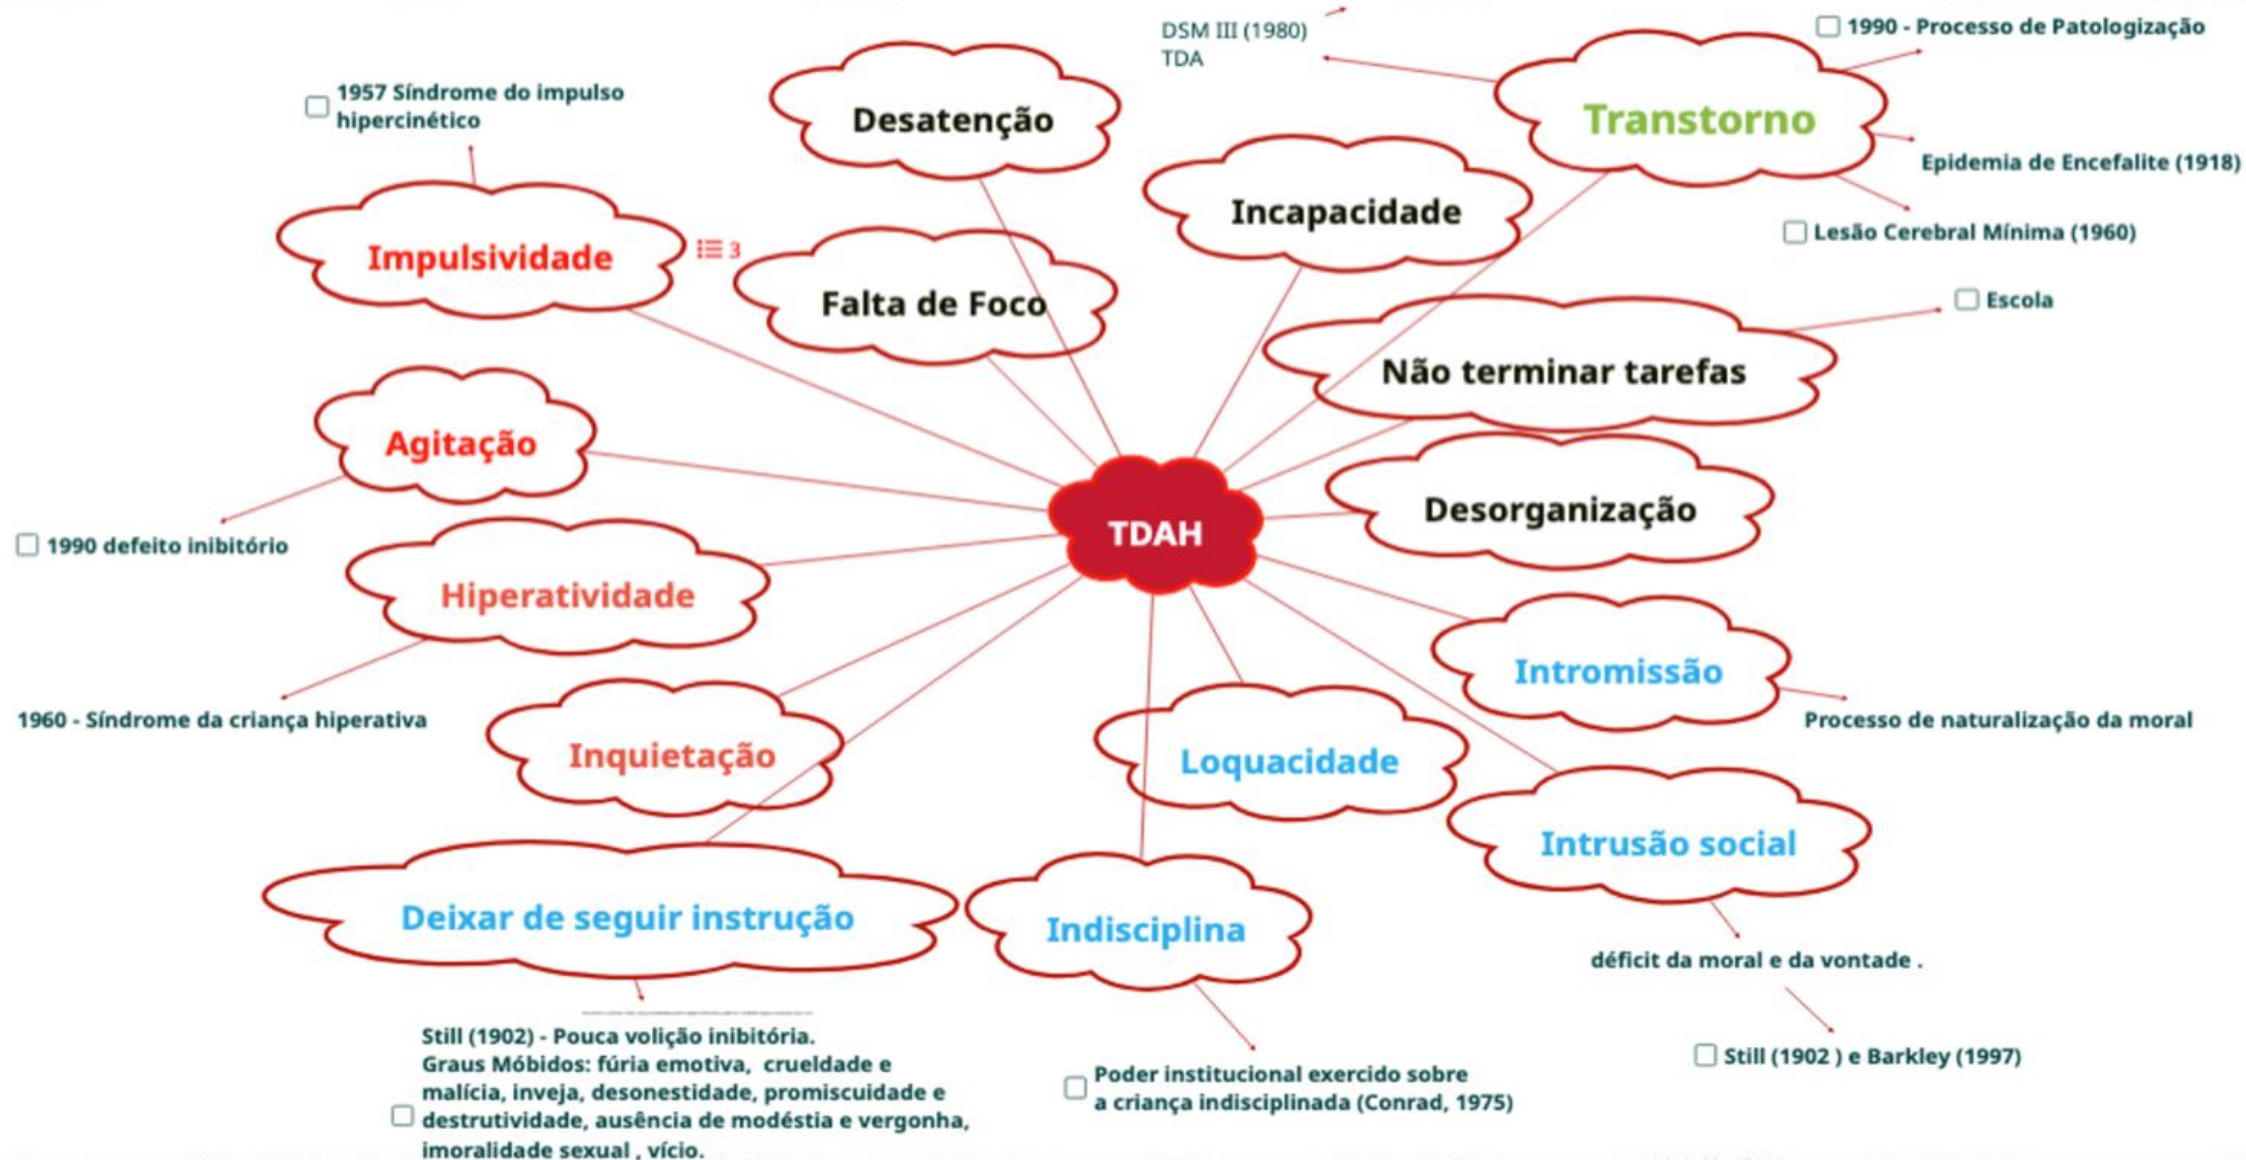 DSM III (1980)
TDA
1990 - Processo de Patologização
1957 Síndrome do impulso
hipercinético
Desatenção
Transtorno
Epidemia de Encefalite (1918)
Incapacidade
Lesão Cerebral Mínima (1960)
Impulsividade
3
Falta de Foco
Escola
Não terminar tarefas
Agitação
Desorganização
TDAH
1990 defeito inibitório
Hiperatividade
Intromissão
1960 - Síndrome da criança hiperativa
Processo de naturalização da moral
Inquietação
Loquacidade
Intrusão social
Deixar de seguir instrução
Indisciplina
déficit da moral e da vontade .
Still (1902) - Pouca volição inibitória.
Graus Móbidos: fúria emotiva, crueldade e
malícia, inveja, desonestidade, promiscuidade e
destrutividade, ausência de modéstia e vergonha,
imoralidade sexual , vício.
Poder institucional exercido sobre
a criança indisciplinada (Conrad, 1975)
Still (1902 ) e Barkley (1997)